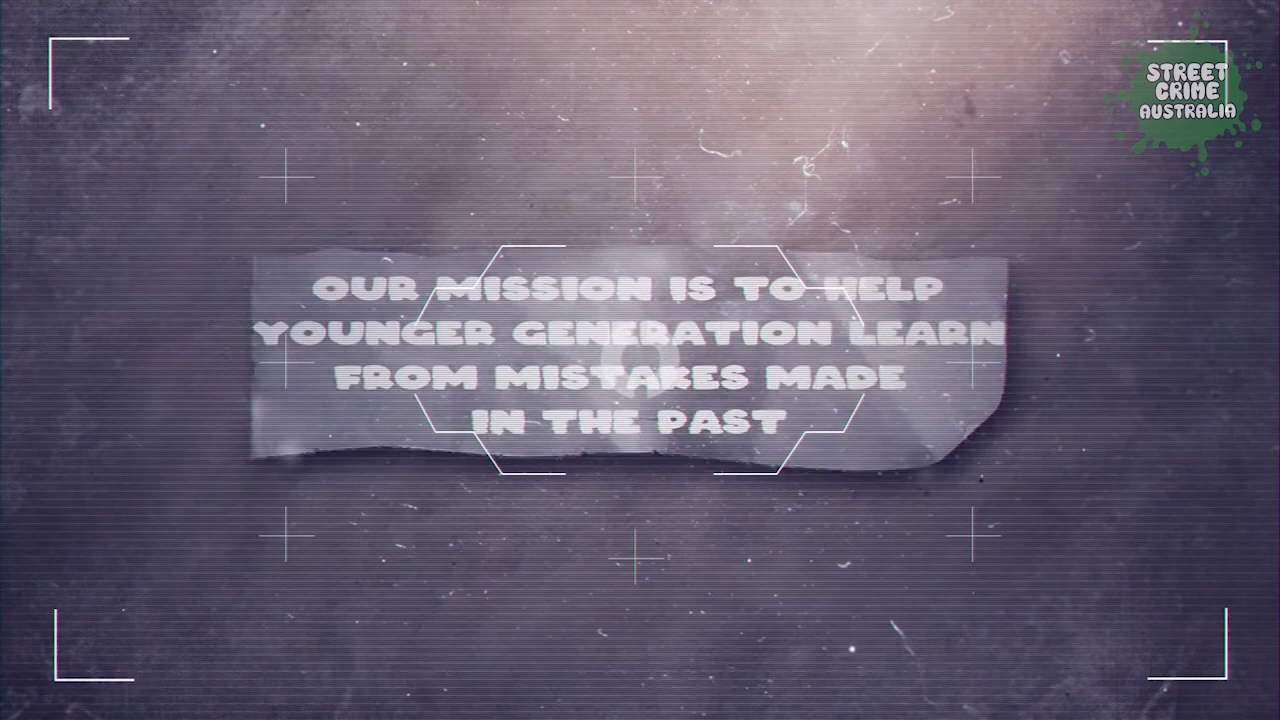 STREET
CRIME
AUSTRALIA
OUR MISSION IS TO HELP
YOUNGER GENERATION LEARN
FROM MISTAKES MADE
IN THE PAST